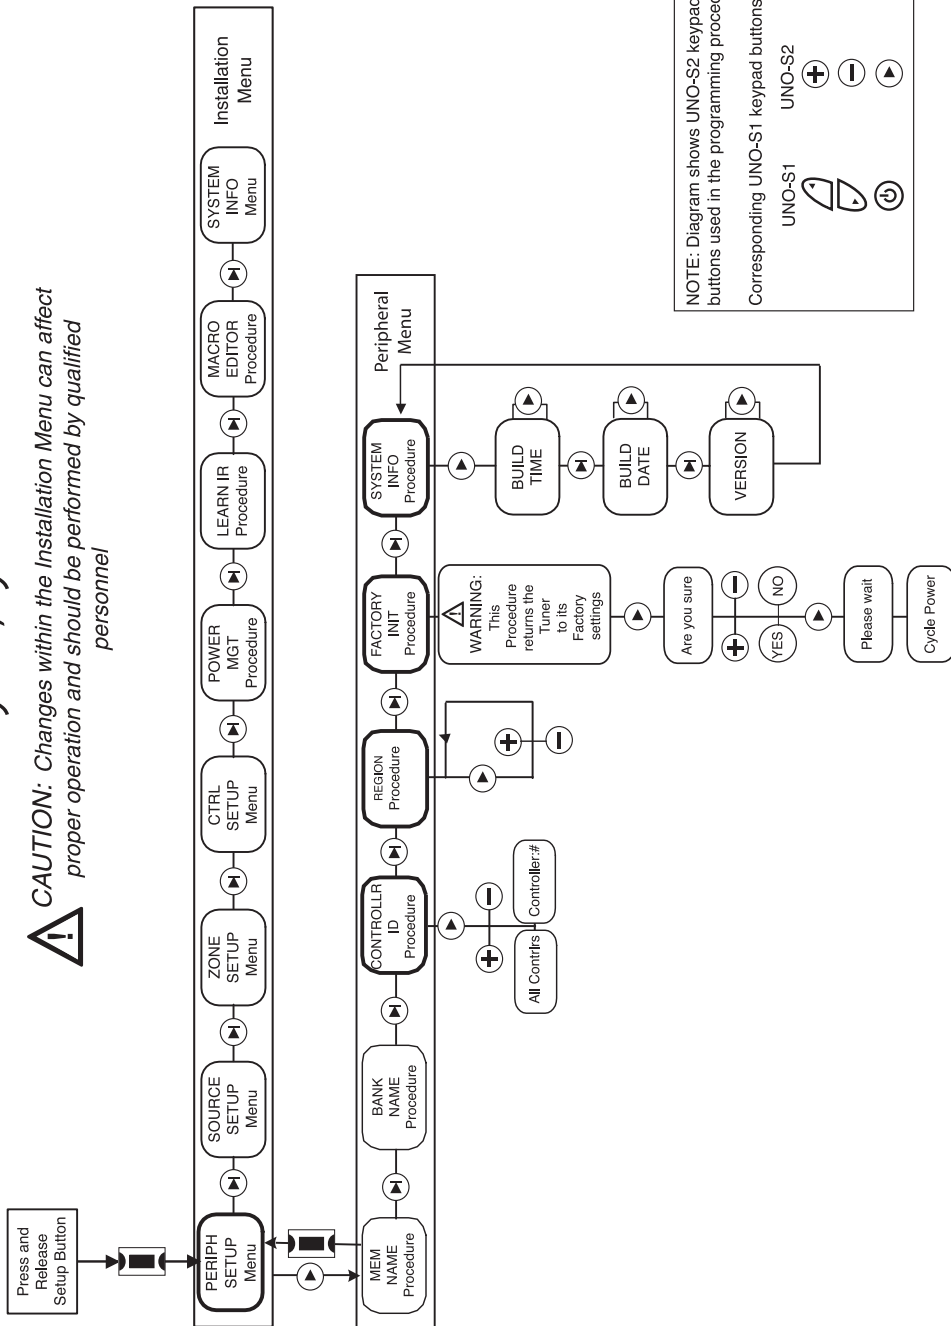 CAUTION: Changes within the Installation Menu can affect
proper operation and should be performed by qualified
personnel
Press and
Release
Setup Button
PERIPH
SETUP
Menu
SOURCE
SETUP
Menu
ZONE
SETUP
Menu
CTRL
SETUP
Menu
POWER
MGT
Procedure
LEARN IR
Procedure
MACRO
EDITOR
Procedure
SYSTEM
INFO
Menu
Installation
Menu
MEM
NAME
Procedure
BANK
NAME
Procedure
CONTROLLR
ID
Procedure
REGION
Procedure
FACTORY
INIT
Procedure
SYSTEM
INFO
Procedure
Peripheral
Menu
All Contrlrs
Controller:#
WARNING:
This
Procedure
returns the
Tuner
to its
Factory
settings
Are you sure
YES
NO
Please wait
Cycle Power
BUILD
TIME
BUILD
DATE
VERSION
NOTE: Diagram shows UNO-S2 keypad
buttons used in the programming
Corresponding UNO-S1 keypad buttons
UNO-S1
UNO-S2